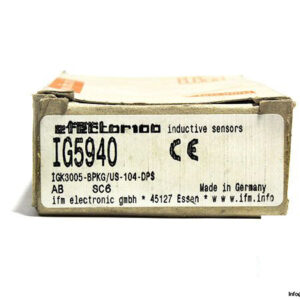 efector100 inductive sensors
IG5940 CE
IGK3005-BPKG/US-104-DPS
AB SC6 Made in Germany
ifm electronic gmbh * 45127 Essen * www.ifm.info